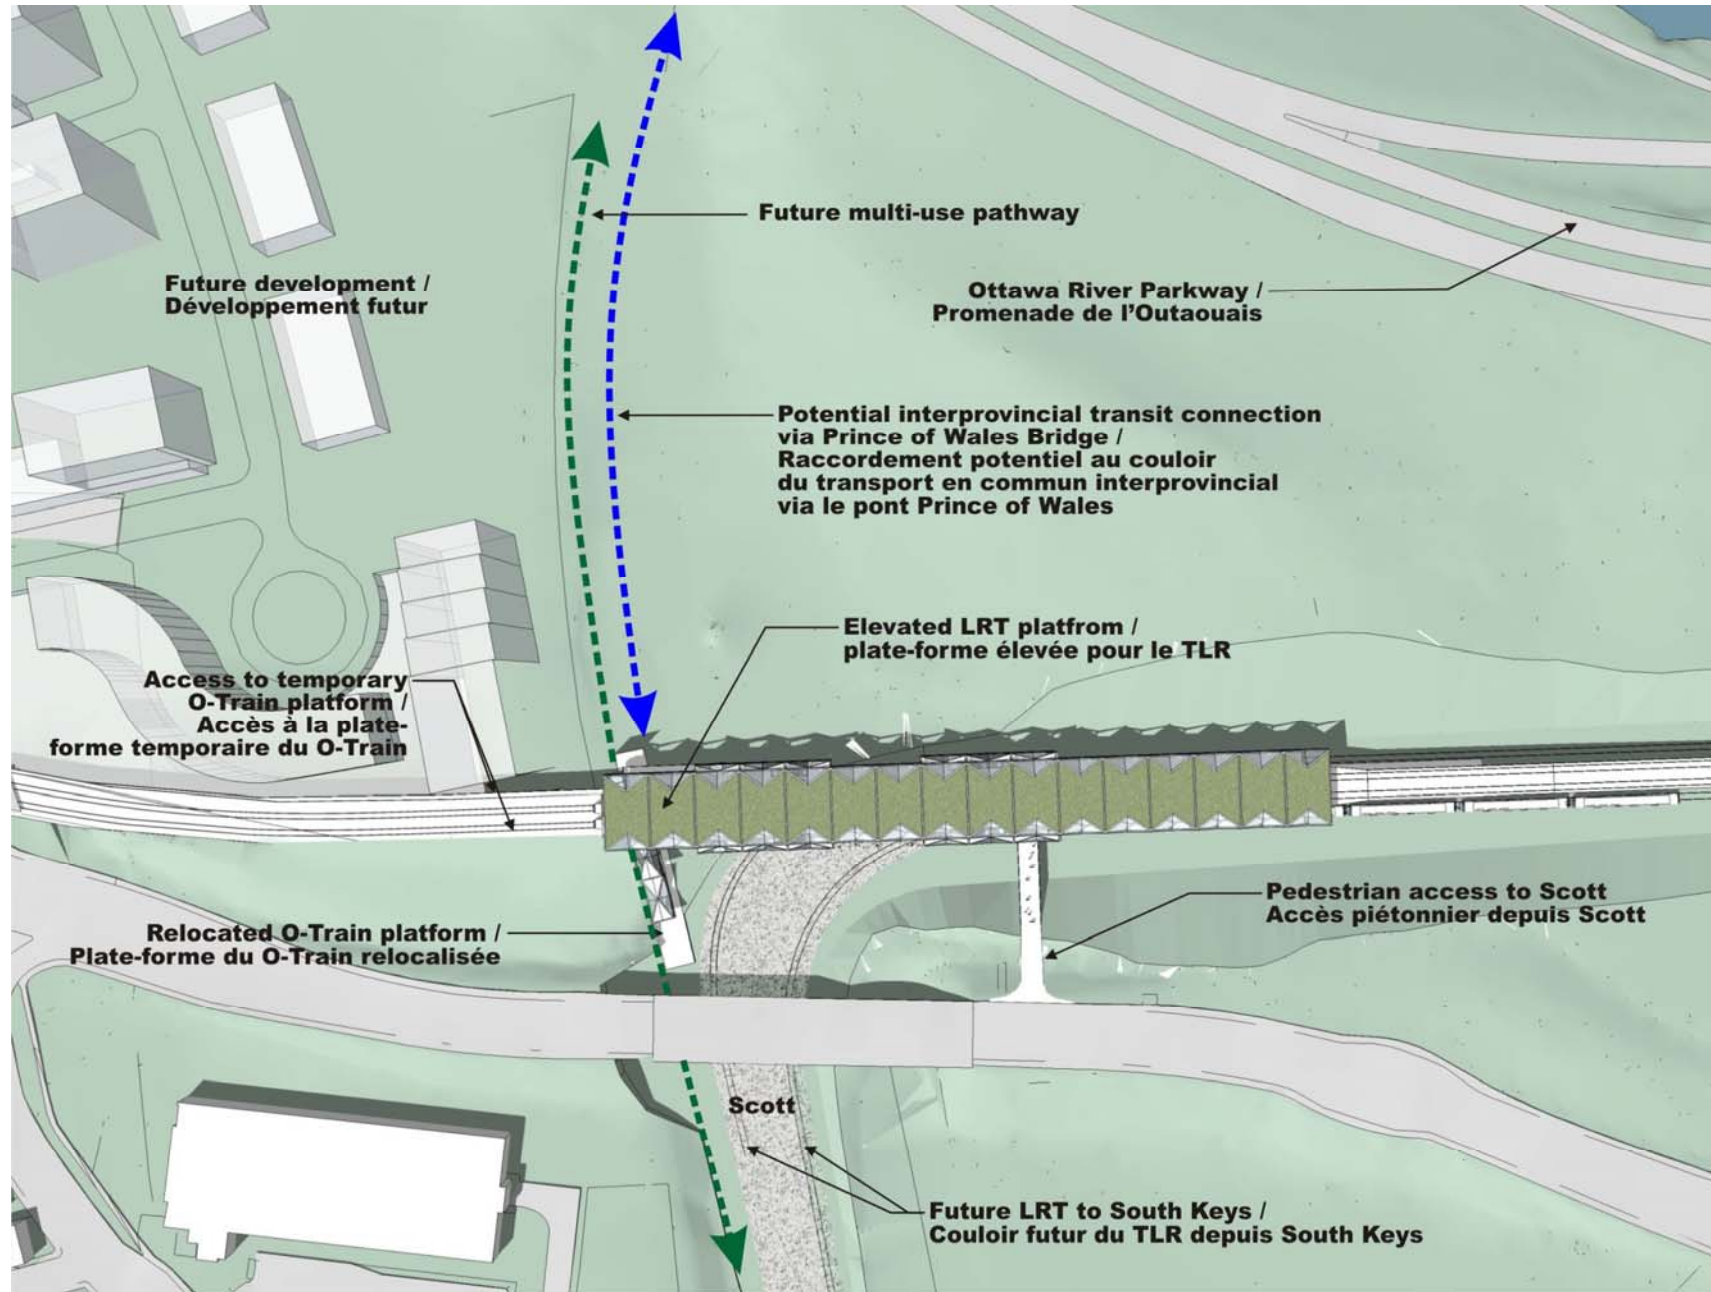 Future multi-use pathway
Future development /
Développement futur
Ottawa River Parkway /
Promenade de l'Outaouais
Potential interprovincial transit connection
via Prince of Wales Bridge /
Raccordement potentiel au couloir
du transport en commun interprovincial
via le pont Prince of Wales
Elevated LRT platfrom /
plate-forme élevée pour le TLR
Access to temporary
O-Train platform /
Accès à la plate-
forme temporaire du O-Train
Pedestrian access to Scott
Accès piétonnier depuis Scott
Relocated O-Train platform /
Plate-forme du O-Train relocalisée
Scott
Future LRT to South Keys /
Couloir futur du TLR depuis South Keys